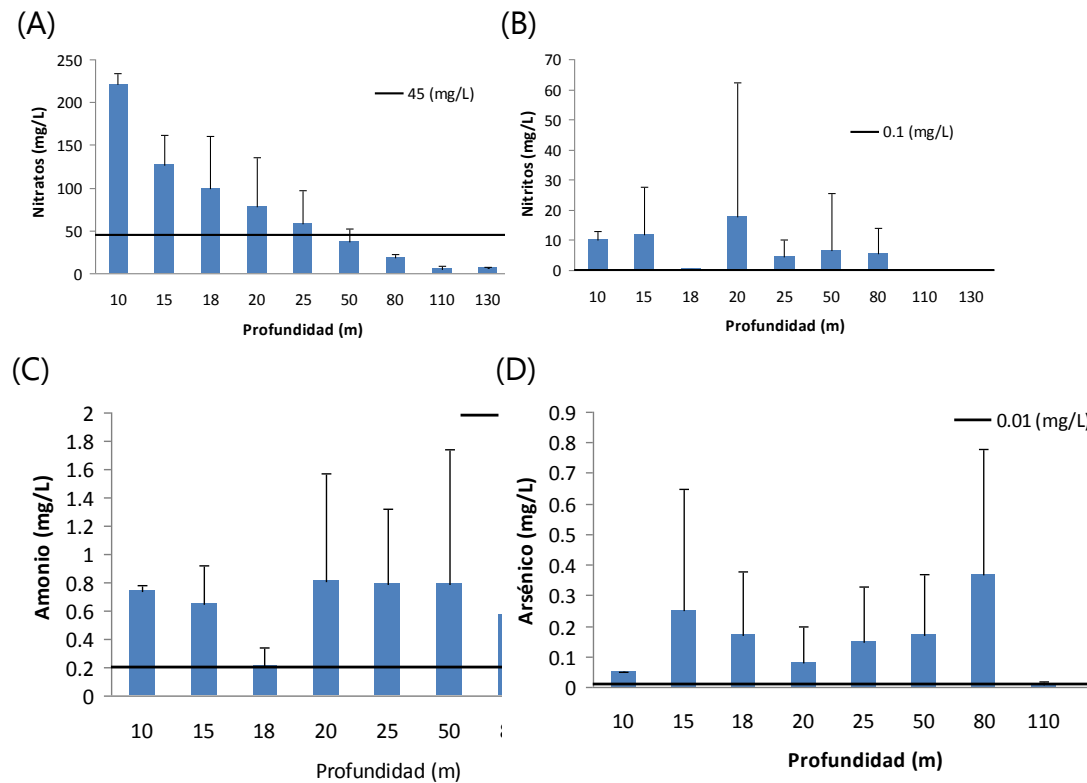 (A)
250
200
150
100
50
0
Nitratos (mg/L)
45 (mg/L)
10 15 18 20 25 50 80 110 130
Profundidad (m)
(B)
70
60
50
40
30
20
10
0
Nitritos (mg/L)
0.1 (mg/L)
10 15 18 20 25 50 80 110 130
Profundidad (m)
(C)
2
1.8
1.6
1.4
1.2
1
0.8
0.6
0.4
0.2
0
Amonio (mg/L)
10 15 18 20 25 50
Profundidad (m)
(D)
0.9
0.8
0.7
0.6
0.5
0.4
0.3
0.2
0.1
0
Arsénico (mg/L)
0.01 (mg/L)
10 15 18 20 25 50 80 110
Profundidad (m)